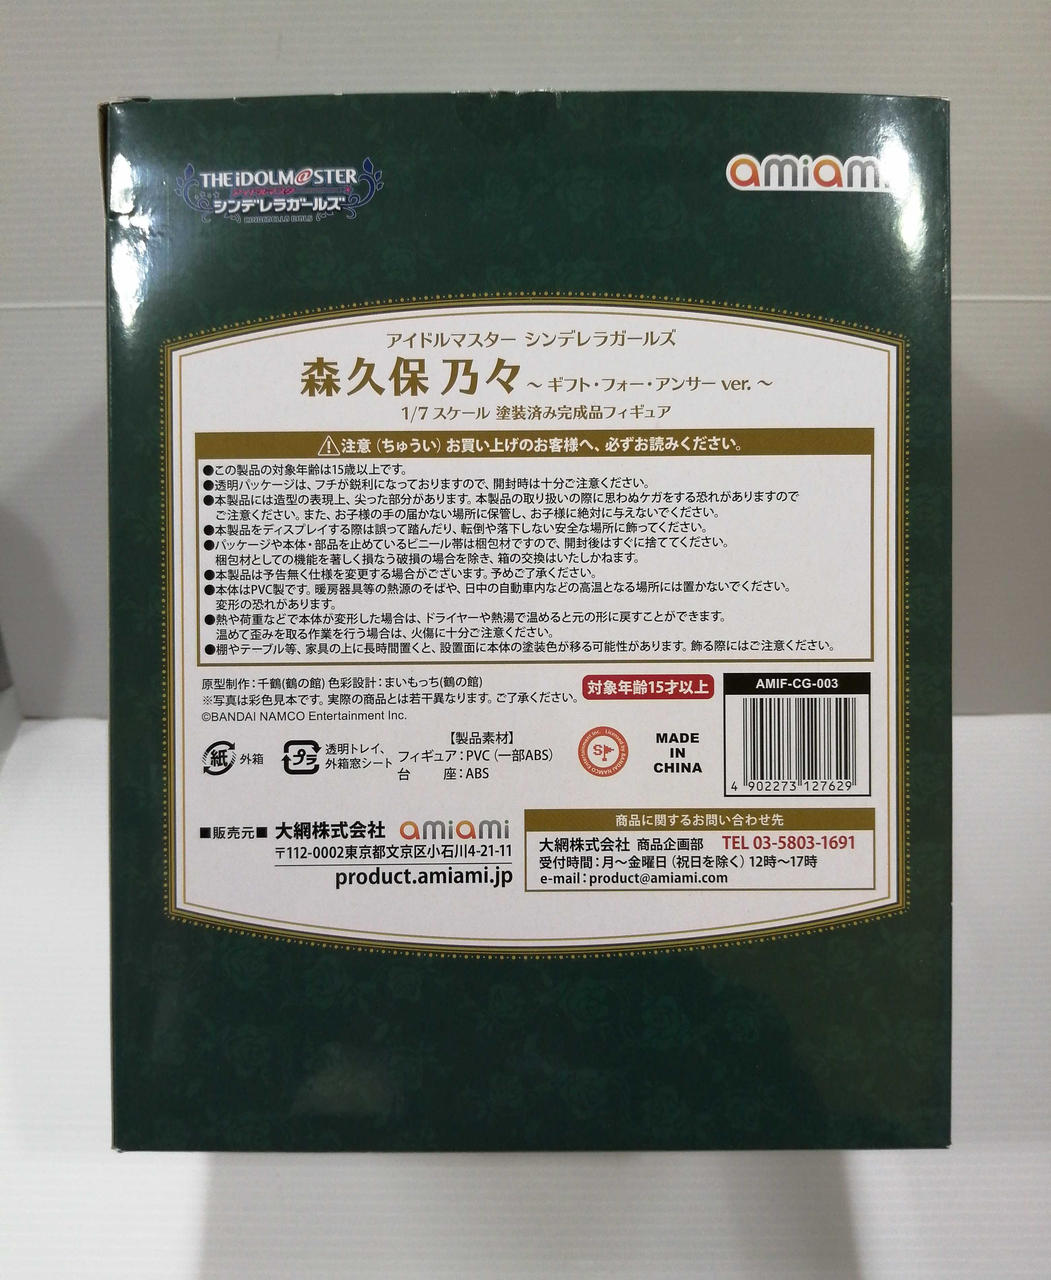 THE iDOLM@STER
シンデレラガールズ
CINDERELLA GIRLS
amiami
アイドルマスター シンデレラガールズ
森久保乃々 ～ ギフト・フォー・アンサー ver. ～
1/7 スケール 塗装済み完成品フィギュア
注意（ちゅうい）お買い上げのお客様へ、必ずお読みください。
●この製品の対象年齢は15歳以上です。
●透明パッケージは、フチが鋭利になっておりますので、開封時は十分ご注意ください。
●本製品には造型の表現上、尖った部分があります。本製品の取り扱いの際に思わぬケガをする恐れがありますので
ご注意ください。また、お子様の手の届かない場所に保管し、お子様に絶対に与えないでください。
●本製品をディスプレイする際は誤って踏んだり、転倒や落下しない安全な場所に飾ってください。
●パッケージや本体・部品を止めているビニール帯は梱包材ですので、開封後はすぐに捨ててください。
梱包材としての機能を著しく損なう破損の場合を除き、箱の交換はいたしかねます。
●本製品は予告無く仕様を変更する場合がございます。予めご了承ください。
●本体はPVC製です。暖房器具等の熱源のそばや、日中の自動車内などの高温となる場所には置かないでください。
変形の恐れがあります。
●熱や荷重などで本体が変形した場合は、ドライヤーや熱湯で温めると元の形に戻すことができます。
温めて歪みを取る作業を行う場合は、火傷に十分ご注意ください。
●棚やテーブル等、家具の上に長時間置くと、設置面に本体の塗装色が移る可能性があります。飾る際にはご注意ください。
原型制作：千鶴(鶴の館) 色彩設計：まいもっち(鶴の館)
※写真は彩色見本です。実際の商品とは若干異なります。ご了承ください。
©BANDAI NAMCO Entertainment Inc.
対象年齢15才以上
AMIF-CG-003
紙 外箱
プラ 透明トレイ、
外箱窓シート
【製品素材】
フィギュア：PVC（一部ABS）
台　座：ABS
Licensed by BANDAI NAMCO Entertainment Inc.
SP
MADE
IN
CHINA
4 902273 127629
■販売元■ 大網株式会社 amiami
〒112-0002東京都文京区小石川4-21-11
product.amiami.jp
商品に関するお問い合わせ先
大網株式会社 商品企画部 TEL 03-5803-1691
受付時間：月～金曜日（祝日を除く）12時～17時
e-mail：product@amiami.com